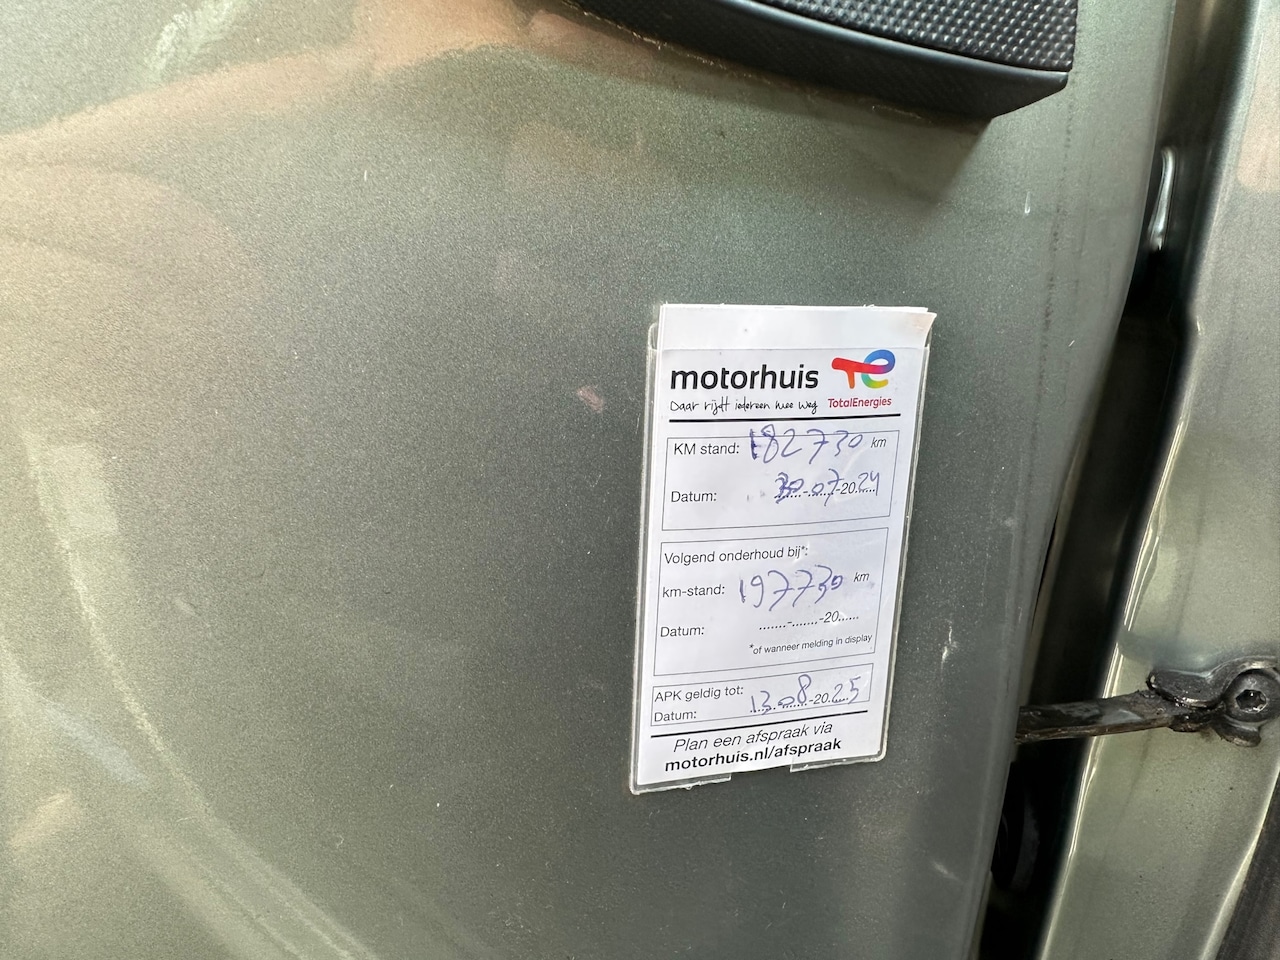 motorhuis
Daar rijdt iedereen mee weg
TotalEnergies
KM stand: 182730 km
Datum: 30-07-2024
Volgend onderhoud bij*:
km-stand: 197730 km
Datum: ......-.......-20......
*of wanneer melding in display
APK geldig tot:
Datum: 13-08-2025
Plan een afspraak via
motorhuis.nl/afspraak